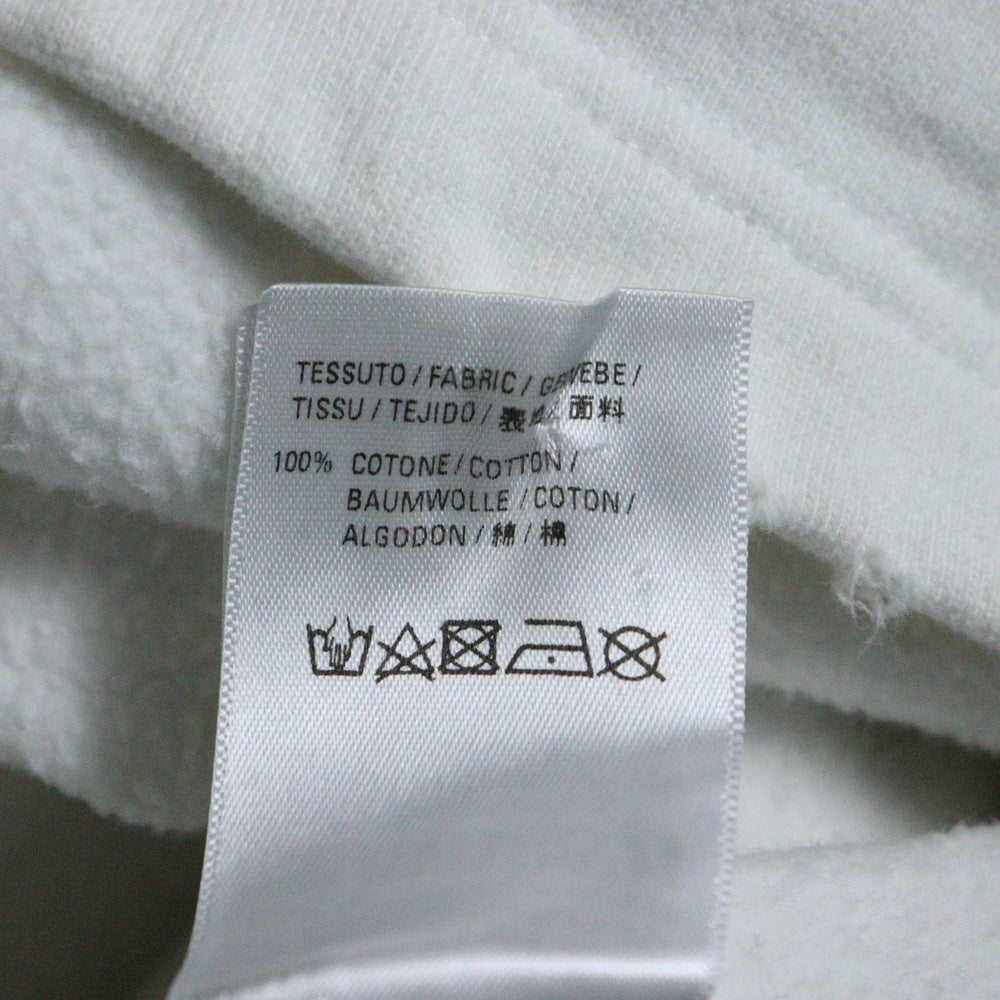 TESSUTO / FABRIC / GEWEBE /
TISSU / TEJIDO / 面料
100% COTONE / COTTON /
BAUMWOLLE / COTON /
ALGODON / 綿 / 棉